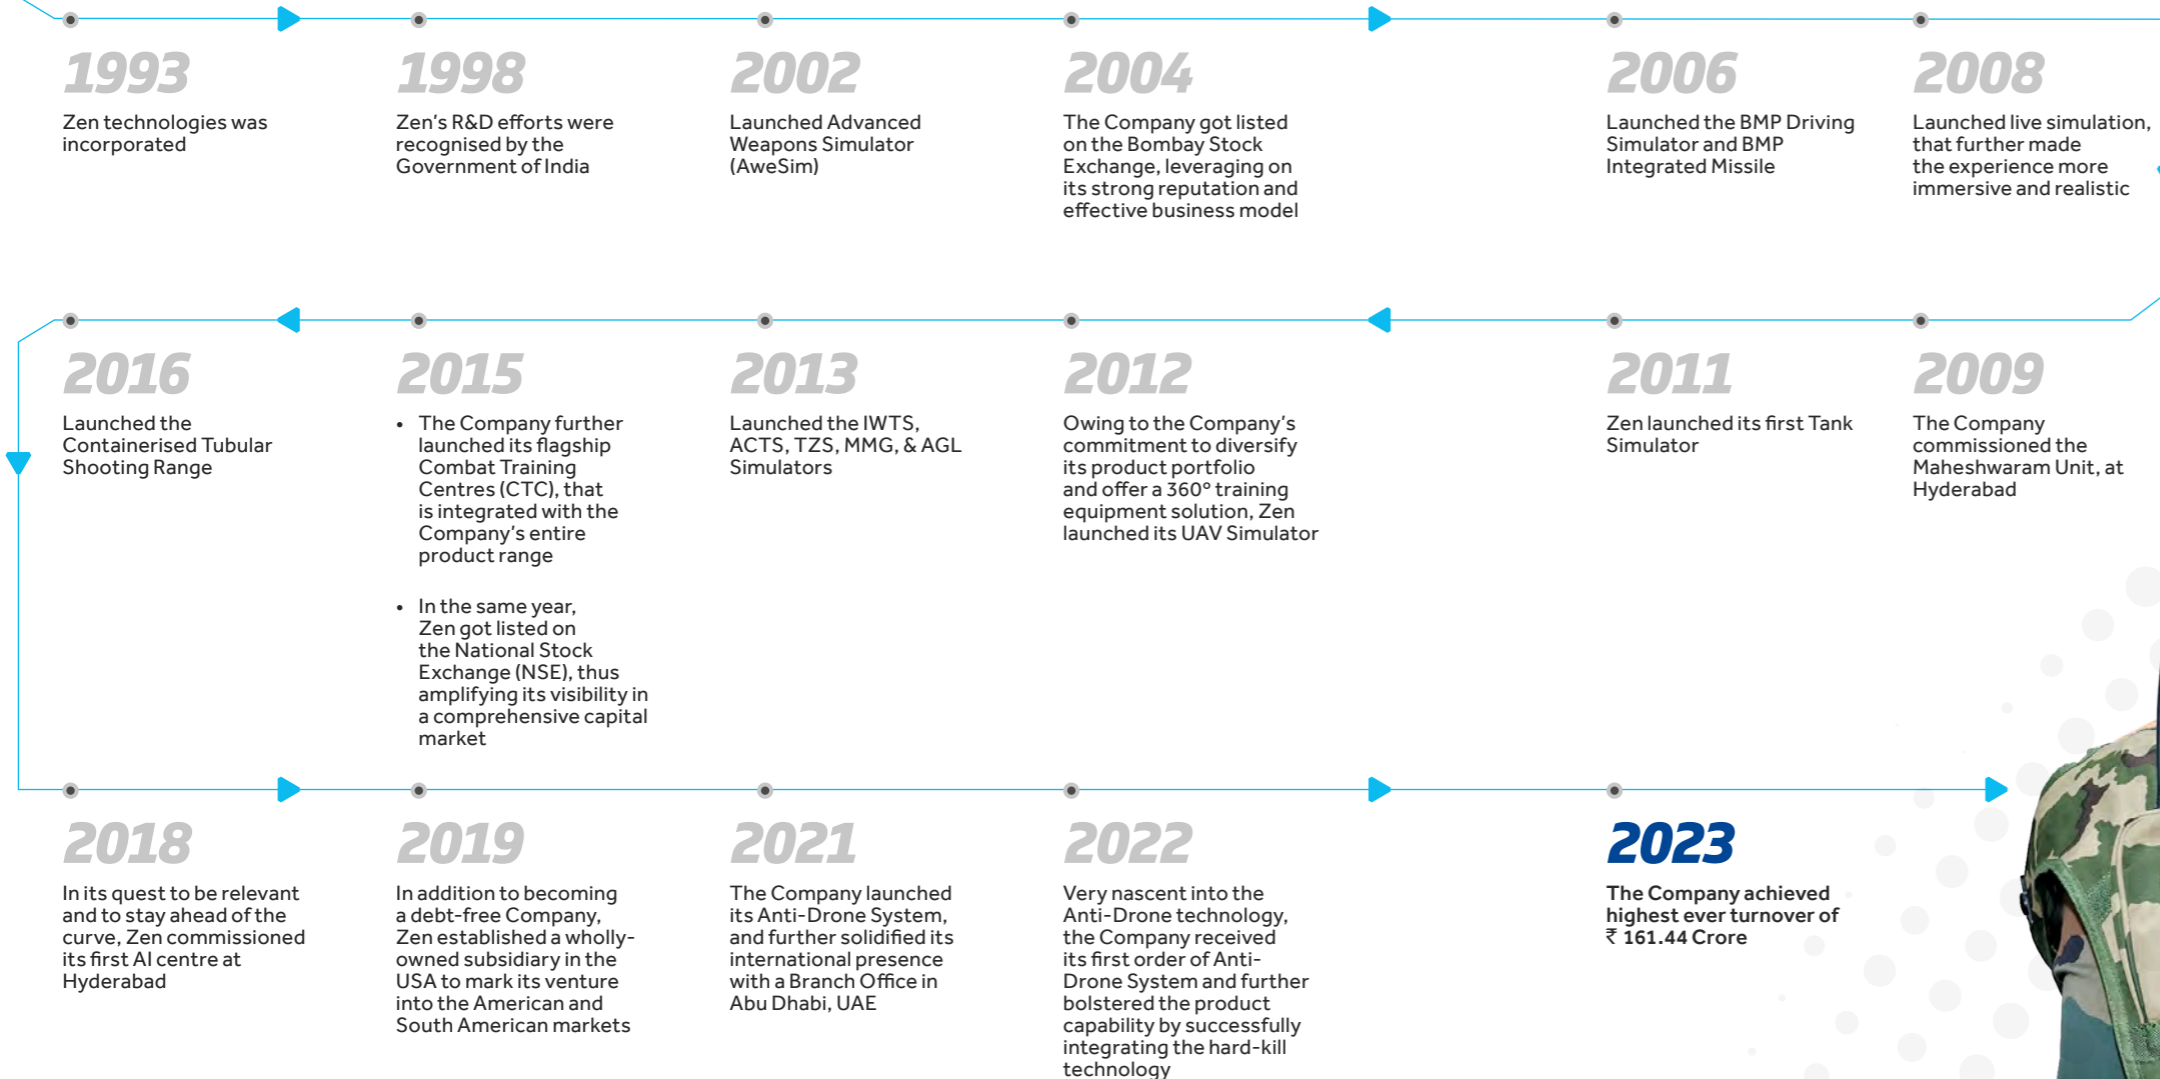 1993
Zen technologies was
incorporated
1998
Zen's R&D efforts were
recognised by the
Government of India
2002
Launched Advanced
Weapons Simulator
(AweSim)
2004
The Company got listed
on the Bombay Stock
Exchange, leveraging on
its strong reputation and
effective business model
2006
Launched the BMP Driving
Simulator and BMP
Integrated Missile
2008
Launched live simulation,
that further made
the experience more
immersive and realistic
2016
Launched the
Containerised Tubular
Shooting Range
2015
• The Company further
launched its flagship
Combat Training
Centres (CTC), that
is integrated with the
Company's entire
product range
• In the same year,
Zen got listed on
the National Stock
Exchange (NSE), thus
amplifying its visibility in
a comprehensive capital
market
2013
Launched the IWTS,
ACTS, TZS, MMG, & AGL
Simulators
2012
Owing to the Company's
commitment to diversify
its product portfolio
and offer a 360° training
equipment solution, Zen
launched its UAV Simulator
2011
Zen launched its first Tank
Simulator
2009
The Company
commissioned the
Maheshwaram Unit, at
Hyderabad
2018
In its quest to be relevant
and to stay ahead of the
curve, Zen commissioned
its first AI centre at
Hyderabad
2019
In addition to becoming
a debt-free Company,
Zen established a wholly-
owned subsidiary in the
USA to mark its venture
into the American and
South American markets
2021
The Company launched
its Anti-Drone System,
and further solidified its
international presence
with a Branch Office in
Abu Dhabi, UAE
2022
Very nascent into the
Anti-Drone technology,
the Company received
its first order of Anti-
Drone System and further
bolstered the product
capability by successfully
integrating the hard-kill
technology
2023
The Company achieved
highest ever turnover of
₹ 161.44 Crore